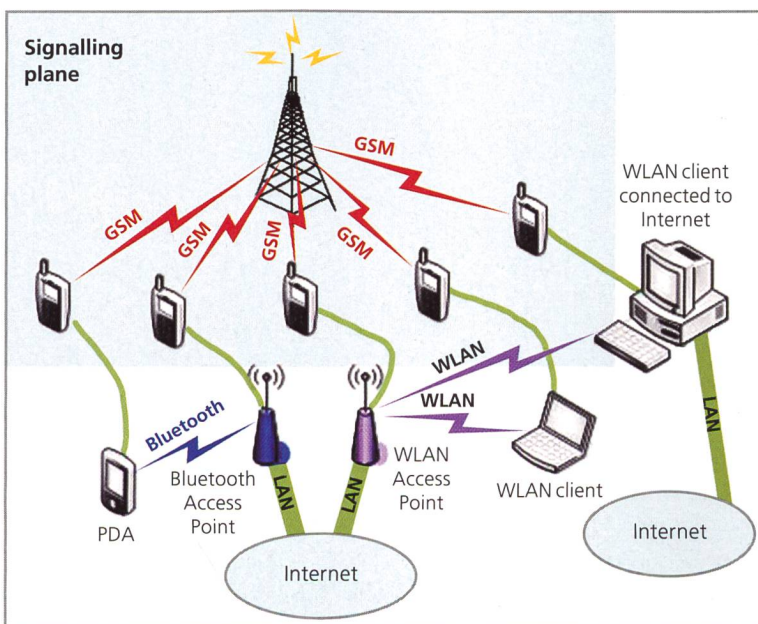 Signalling
plane
GSM
GSM
GSM
GSM
GSM
WLAN client
connected to
Internet
WLAN
WLAN
LAN
Bluetooth
PDA
Bluetooth
Access
Point
LAN
LAN
WLAN
Access
Point
WLAN client
Internet
Internet